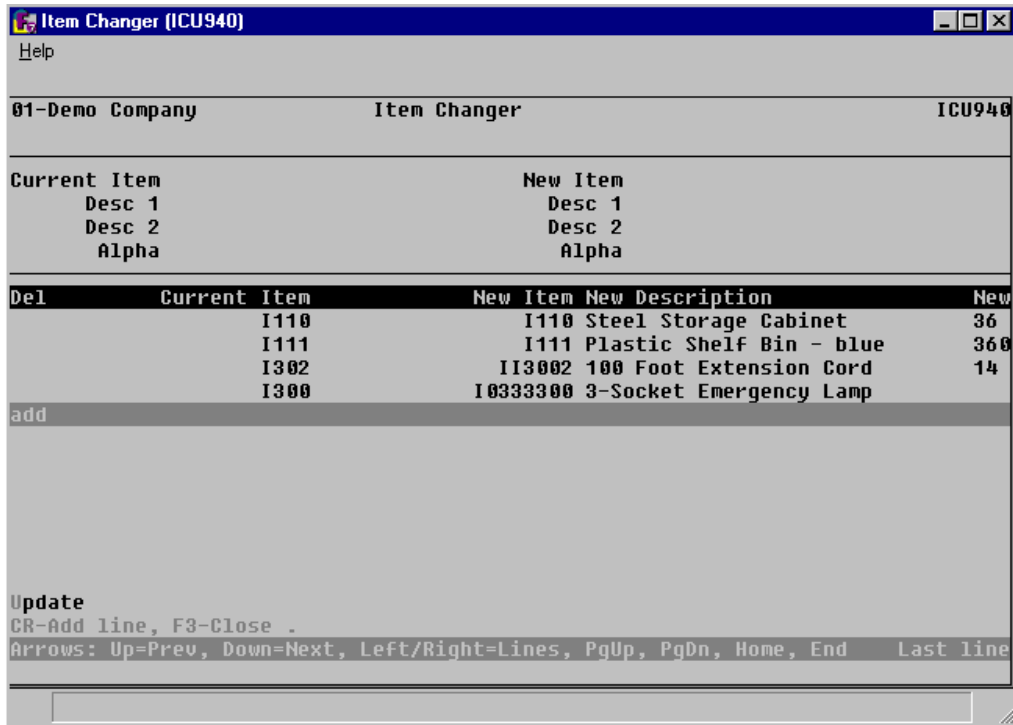 Item Changer (ICU940)
Help
01-Demo Company Item Changer ICU940
Current Item New Item
Desc 1 Desc 1
Desc 2 Desc 2
Alpha Alpha
Del Current Item New Item New Description New
I110 I110 Steel Storage Cabinet 36
I111 I111 Plastic Shelf Bin - blue 360
I302 II3002 100 Foot Extension Cord 14
I300 I0333300 3-Socket Emergency Lamp
add
Update
CR-Add line, F3-Close .
Arrows: Up=Prev, Down=Next, Left/Right=Lines, PgUp, PgDn, Home, End Last line